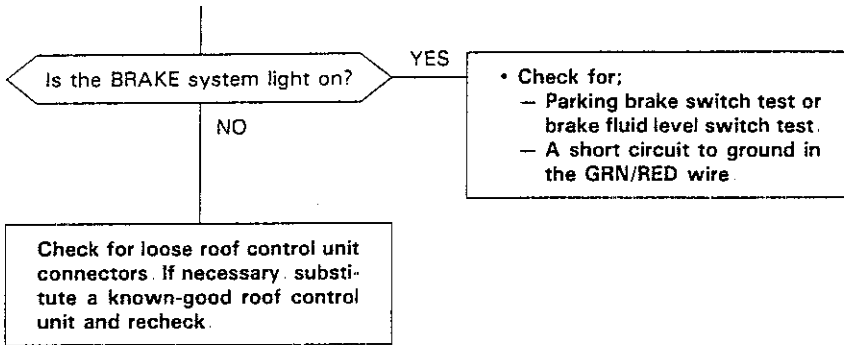 Is the BRAKE system light on?
YES
• Check for;
— Parking brake switch test or
brake fluid level switch test.
— A short circuit to ground in
the GRN/RED wire.
NO
Check for loose roof control unit
connectors. If necessary. substi-
tute a known-good roof control
unit and recheck.